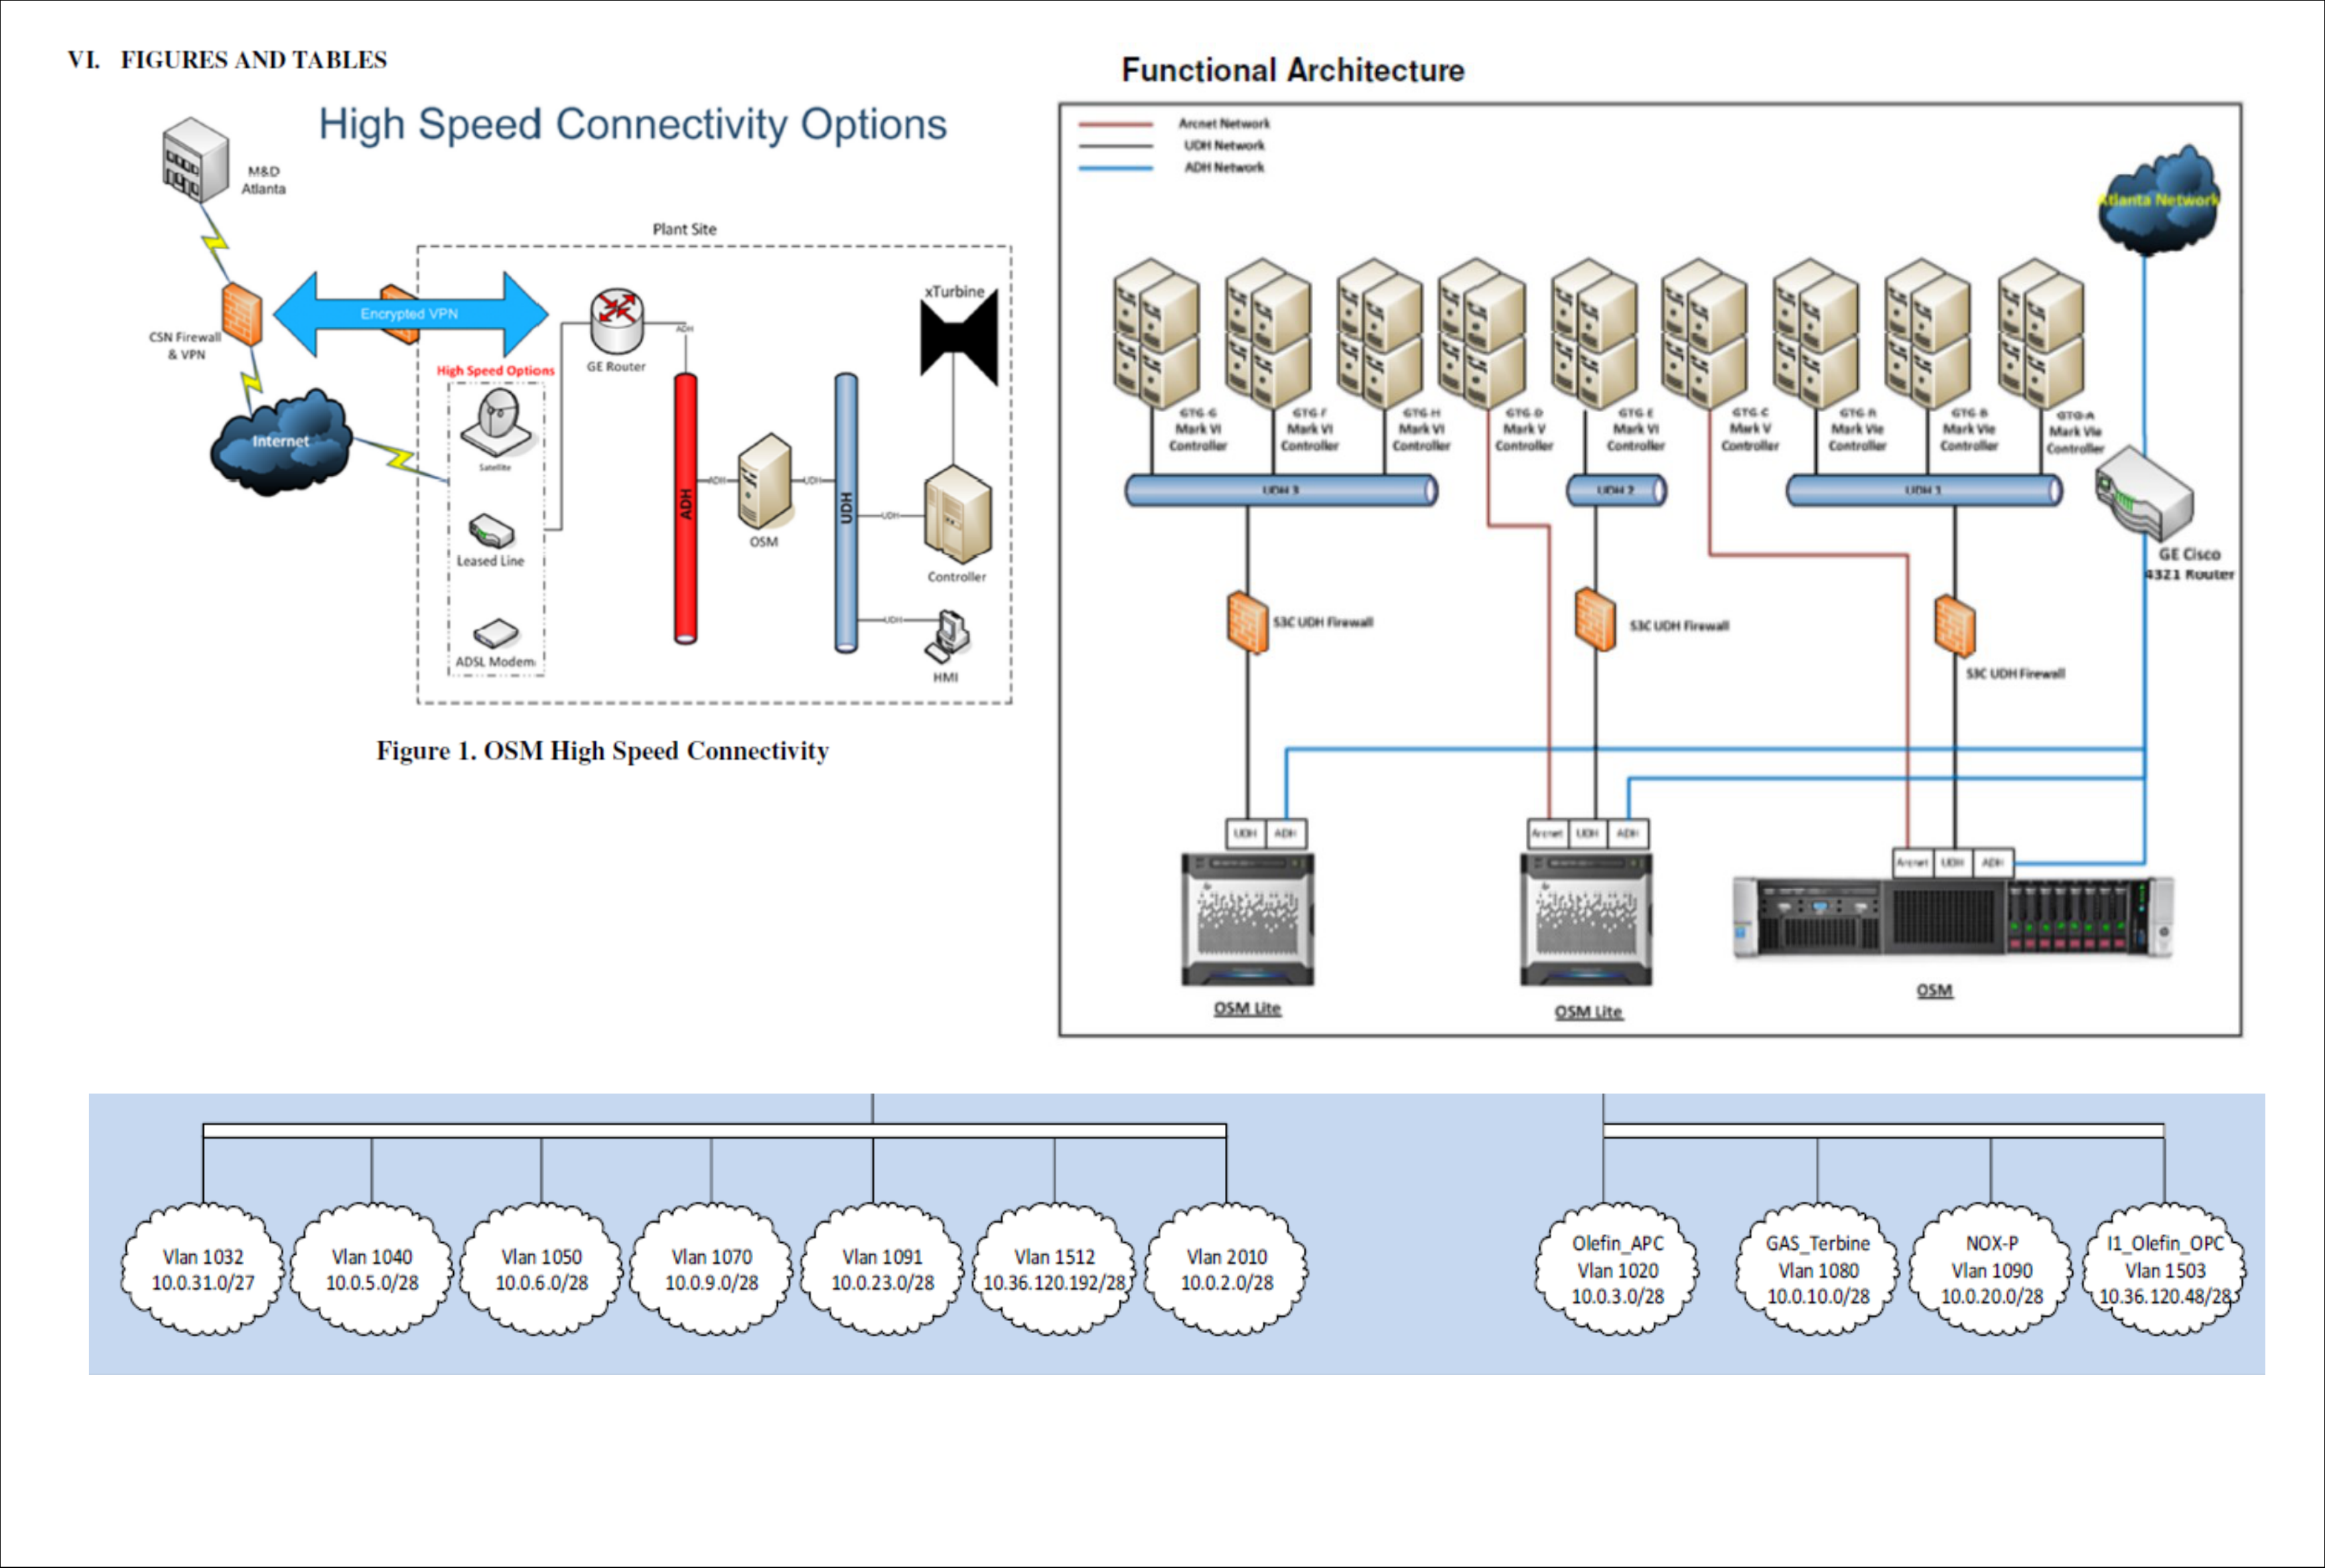 VI. FIGURES AND TABLES
High Speed Connectivity Options
M&D
Atlanta
Plant Site
xTurbine
Encrypted VPN
CSN Firewall
& VPN
High Speed Options
GE Router
ADH
Internet
Satellite
ADH
ADH
UDH
UDH
UDH
OSM
Leased Line
Controller
UDH
ADSL Modem
HMI
Figure 1. OSM High Speed Connectivity
Functional Architecture
Arcnet Network
UDH Network
ADH Network
Atlanta Network
GTG-G
Mark VI
Controller
GTG-F
Mark VI
Controller
GTG-H
Mark VI
Controller
GTG-D
Mark V
Controller
GTG-E
Mark VI
Controller
GTG-C
Mark V
Controller
Mark VIe
Controller
GTG-B
Mark VIe
Controller
GTG-A
Mark VIe
Controller
UDH 3
UDH 2
UDH 1
GE Cisco
4321 Router
S3C UDH Firewall
S3C UDH Firewall
S3C UDH Firewall
UDH ADH
Arcnet UDH ADH
Arcnet UDH ADH
OSM Lite
OSM Lite
OSM
Vlan 1032
10.0.31.0/27
Vlan 1040
10.0.5.0/28
Vlan 1050
10.0.6.0/28
Vlan 1070
10.0.9.0/28
Vlan 1091
10.0.23.0/28
Vlan 1512
10.36.120.192/28
Vlan 2010
10.0.2.0/28
Olefin_APC
Vlan 1020
10.0.3.0/28
GAS_Terbine
Vlan 1080
10.0.10.0/28
NOX-P
Vlan 1090
10.0.20.0/28
I1_Olefin_OPC
Vlan 1503
10.36.120.48/28